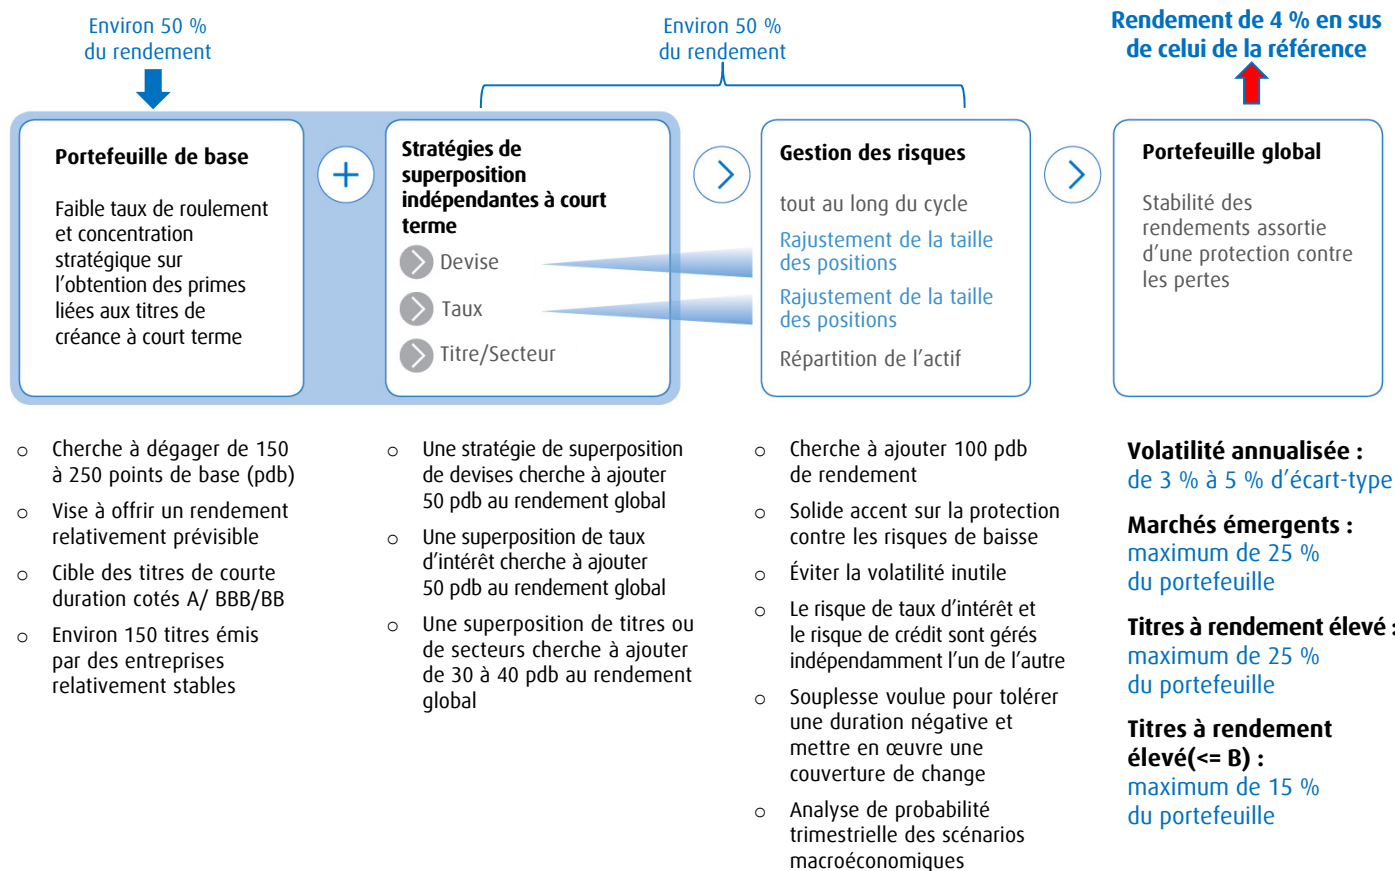 Environ 50 %
du rendement
Environ 50 %
du rendement
Rendement de 4 % en sus
de celui de la référence
Portefeuille de base
Faible taux de roulement
et concentration
stratégique sur
l’obtention des primes
liées aux titres de
créance à court terme
Stratégies de
superposition
indépendantes à court
terme
Devise
Taux
Titre/Secteur
Gestion des risques
tout au long du cycle
Rajustement de la taille
des positions
Rajustement de la taille
des positions
Répartition de l’actif
Portefeuille global
Stabilité des
rendements assortie
d’une protection contre
les pertes
o Cherche à dégager de 150
à 250 points de base (pdb)
o Vise à offrir un rendement
relativement prévisible
o Cible des titres de courte
duration cotés A/ BBB/BB
o Environ 150 titres émis
par des entreprises
relativement stables
o Une stratégie de superposition
de devises cherche à ajouter
50 pdb au rendement global
o Une superposition de taux
d’intérêt cherche à ajouter
50 pdb au rendement global
o Une superposition de titres ou
de secteurs cherche à ajouter
de 30 à 40 pdb au rendement
global
o Cherche à ajouter 100 pdb
de rendement
o Solide accent sur la protection
contre les risques de baisse
o Éviter la volatilité inutile
o Le risque de taux d’intérêt et
le risque de crédit sont gérés
indépendamment l’un de l’autre
o Souplesse voulue pour tolérer
une duration négative et
mettre en œuvre une
couverture de change
o Analyse de probabilité
trimestrielle des scénarios
macroéconomiques
Volatilité annualisée :
de 3 % à 5 % d’écart-type
Marchés émergents :
maximum de 25 %
du portefeuille
Titres à rendement élevé :
maximum de 25 %
du portefeuille
Titres à rendement
élevé(<= B) :
maximum de 15 %
du portefeuille